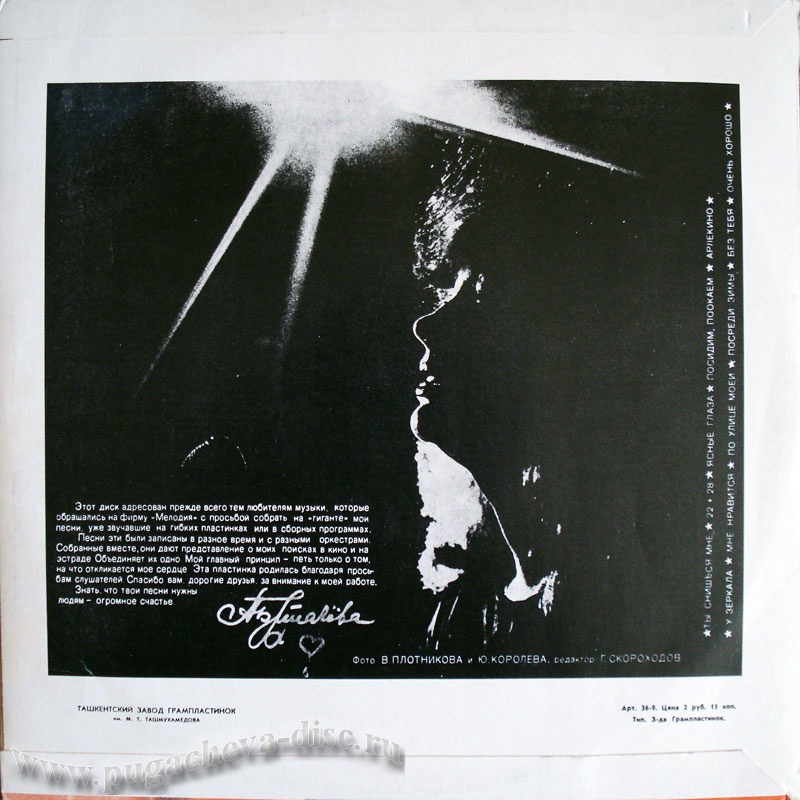 ★ ТЫ СНИШЬСЯ МНЕ ★ 22 + 28 ★ ЯСНЫЕ ГЛАЗА ★ ПОСИДИМ, ПООКАЕМ ★ АРЛЕКИНО ★
★ У ЗЕРКАЛА ★ МНЕ НРАВИТСЯ ★ ПО УЛИЦЕ МОЕЙ ★ ПОСРЕДИ ЗИМЫ ★ БЕЗ ТЕБЯ ★ ОЧЕНЬ ХОРОШО ★
Этот диск адресован прежде всего тем любителям музыки, которые
обращались на фирму «Мелодия» с просьбой собрать на «гиганте» мои
песни, уже звучавшие на гибких пластинках или в сборных программах.
Песни эти были записаны в разное время и с разными оркестрами.
Собранные вместе, они дают представление о моих поисках в кино и на
эстраде Объединяет их одно Мой главный принцип – петь только о том,
на что откликается мое сердце Эта пластинка родилась благодаря прось-
бам слушателей Спасибо вам, дорогие друзья, за внимание к моей работе.
Знать, что твои песни нужны
людям – огромное счастье.
А Пугачёва
Фото В. ПЛОТНИКОВА и Ю. КОРОЛЕВА, редактор Г. СКОРОХОДОВ
ТАШКЕНТСКИЙ ЗАВОД ГРАМПЛАСТИНОК
им. М. Т. ТАШМУХАМЕДОВА
Арт. 36-9. Цена 2 руб. 15 коп.
Тип. З-да Грампластинок.
www.pugacheva-disc.ru